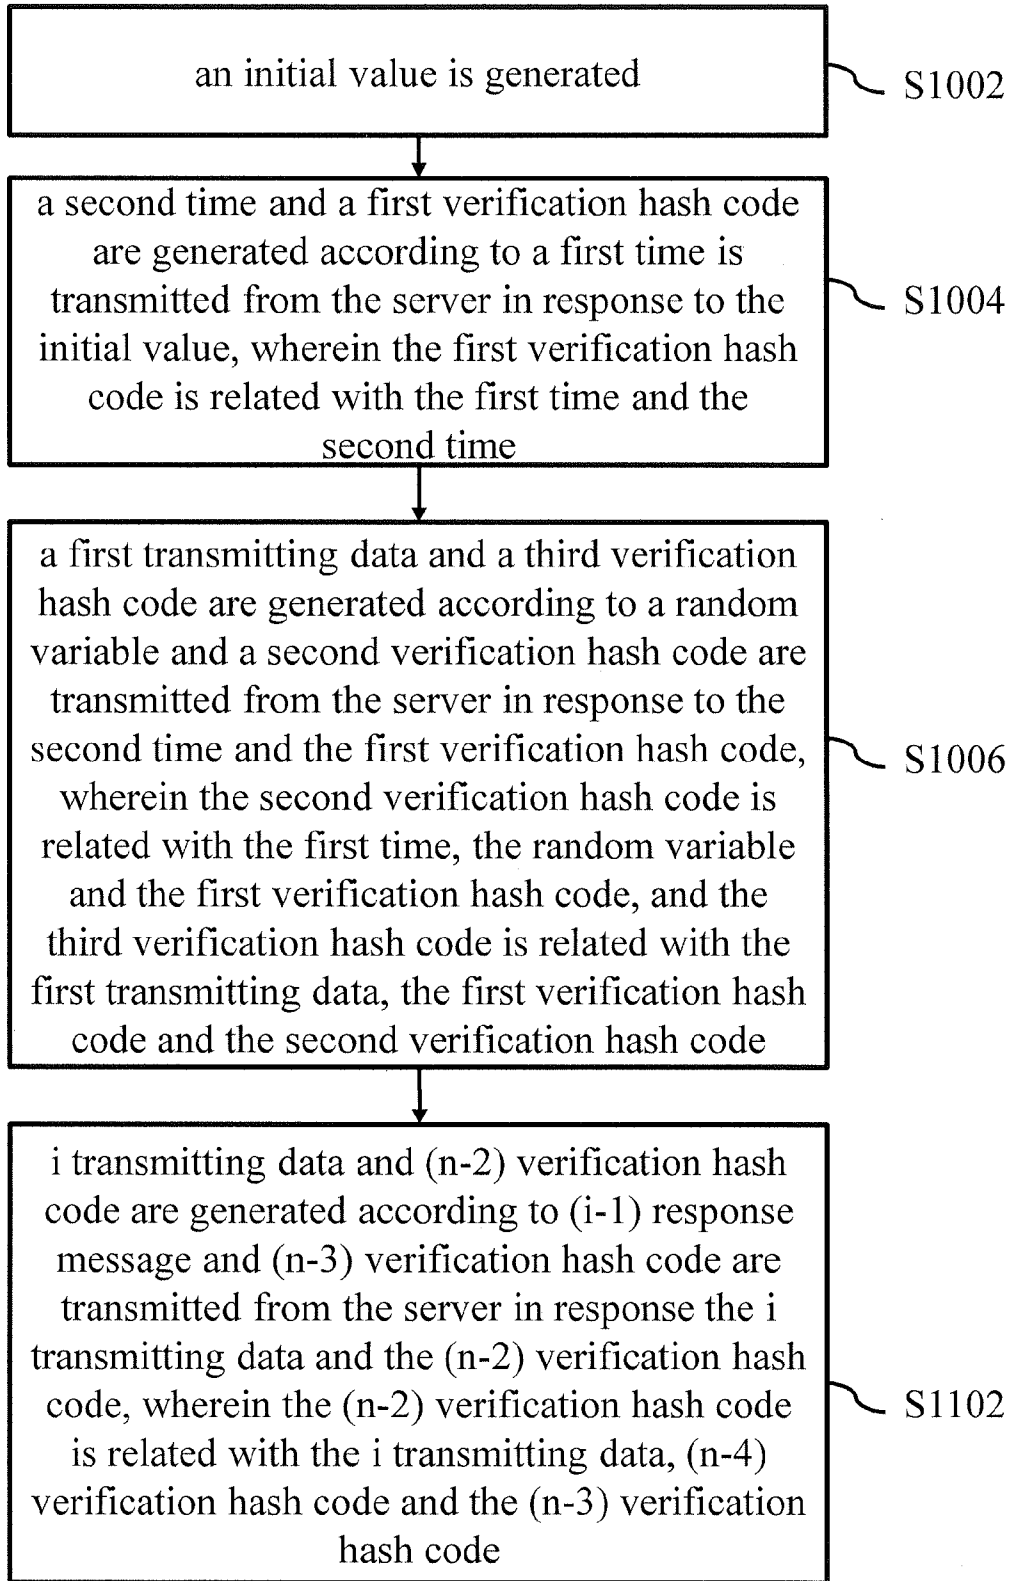 an initial value is generated
S1002
a second time and a first verification hash code
are generated according to a first time is
transmitted from the server in response to the
initial value, wherein the first verification hash
code is related with the first time and the
second time
S1004
a first transmitting data and a third verification
hash code are generated according to a random
variable and a second verification hash code are
transmitted from the server in response to the
second time and the first verification hash code,
wherein the second verification hash code is
related with the first time, the random variable
and the first verification hash code, and the
third verification hash code is related with the
first transmitting data, the first verification hash
code and the second verification hash code
S1006
i transmitting data and (n-2) verification hash
code are generated according to (i-1) response
message and (n-3) verification hash code are
transmitted from the server in response the i
transmitting data and the (n-2) verification hash
code, wherein the (n-2) verification hash code
is related with the i transmitting data, (n-4)
verification hash code and the (n-3) verification
hash code
S1102